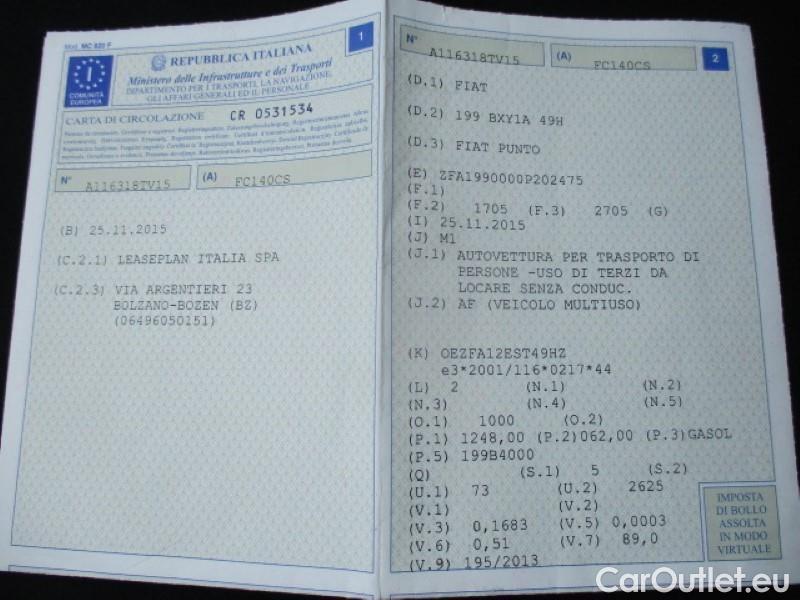 Mod. MC 820 F
1
I
COMUNITÀ
EUROPEA
REPUBBLICA ITALIANA
Ministero delle Infrastrutture e dei Trasporti
DIPARTIMENTO PER I TRASPORTI, LA NAVIGAZIONE,
GLI AFFARI GENERALI ED IL PERSONALE
CARTA DI CIRCOLAZIONE CR 0531534
N° A116318TV15 (A) FC140CS
(B) 25.11.2015
(C.2.1) LEASEPLAN ITALIA SPA
(C.2.3) VIA ARGENTIERI 23
BOLZANO-BOZEN (BZ)
(06496050151)
N° A116318TV15 (A) FC140CS
2
(D.1) FIAT
(D.2) 199 BXY1A 49H
(D.3) FIAT PUNTO
(E) ZFA1990000P202475
(F.1)
(F.2) 1705 (F.3) 2705 (G)
(I) 25.11.2015
(J) M1
(J.1) AUTOVETTURA PER TRASPORTO DI
PERSONE -USO DI TERZI DA
LOCARE SENZA CONDUC.
(J.2) AF (VEICOLO MULTIUSO)
(K) OEZFA12EST49HZ
e3*2001/116*0217*44
(L) 2 (N.1) (N.2)
(N.3) (N.4) (N.5)
(O.1) 1000 (O.2)
(P.1) 1248,00 (P.2)062,00 (P.3)GASOL
(P.5) 199B4000
(Q) (S.1) 5 (S.2)
(U.1) 73 (U.2) 2625
(V.1) (V.2)
(V.3) 0,1683 (V.5) 0,0003
(V.6) 0,51 (V.7) 89,0
(V.9) 195/2013
IMPOSTA
DI BOLLO
ASSOLTA
IN MODO
VIRTUALE
CarOutlet.eu